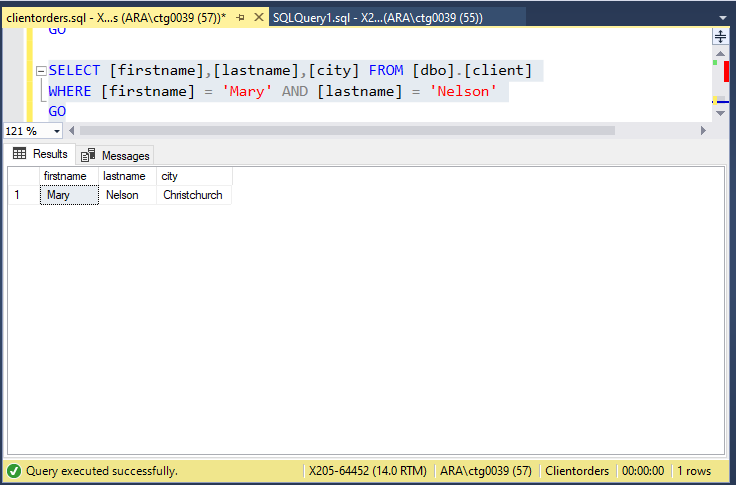 clientorders.sql - X...s (ARA\ctg0039 (57))* SQLQuery1.sql - X2...(ARA\ctg0039 (55))
GO
SELECT [firstname],[lastname],[city] FROM [dbo].[client]
WHERE [firstname] = 'Mary' AND [lastname] = 'Nelson'
GO
121 %
Results Messages
firstname lastname city
1 Mary Nelson Christchurch
Query executed successfully. X205-64452 (14.0 RTM) ARA\ctg0039 (57) Clientorders 00:00:00 1 rows